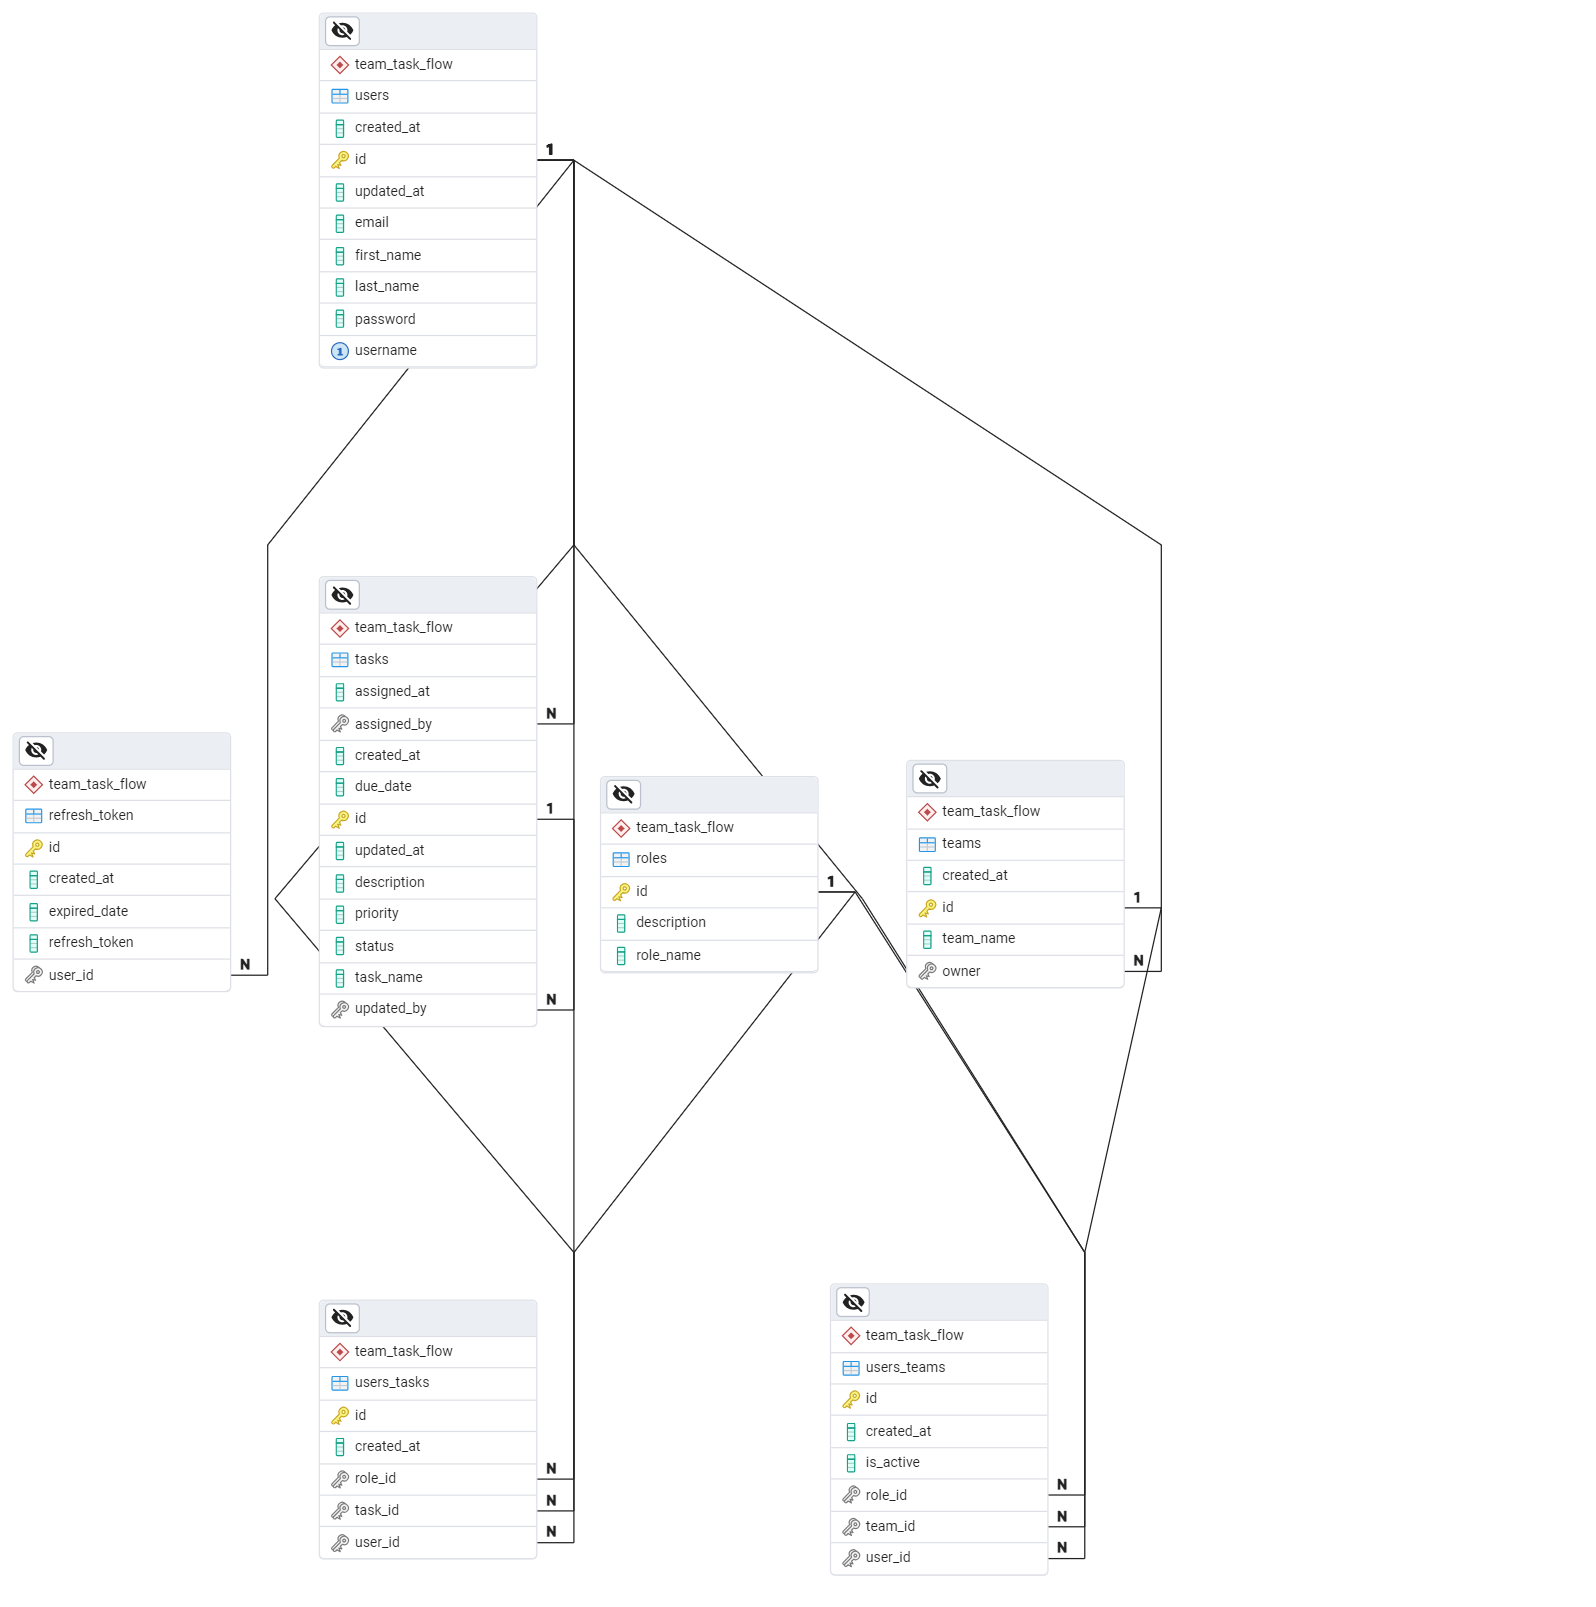 team_task_flow
users
created_at
id
1
updated_at
email
first_name
last_name
password
1 username
team_task_flow
tasks
assigned_at
assigned_by
N
created_at
due_date
id
1
updated_at
description
priority
status
task_name
updated_by
N
team_task_flow
refresh_token
id
created_at
expired_date
refresh_token
user_id
N
team_task_flow
roles
id
1
description
role_name
team_task_flow
teams
created_at
id
1
team_name
owner
N
team_task_flow
users_tasks
id
created_at
role_id
N
task_id
N
user_id
N
team_task_flow
users_teams
id
created_at
is_active
role_id
N
team_id
N
user_id
N